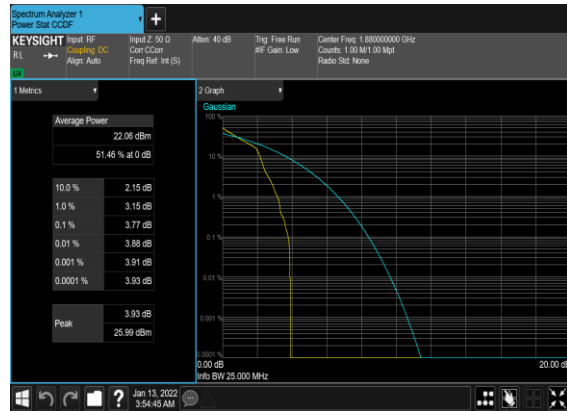 Spectrum Analyzer 1
Power Stat CCDF
KEYSIGHT
RL
Input: RF
Coupling: DC
Align: Auto
Input Z: 50 Ω
Corr CCorr
Freq Ref: Int (S)
Atten: 40 dB
Trig: Free Run
#IF Gain: Low
Center Freq: 1.880000000 GHz
Counts: 1.00 M/1.00 Mpt
Radio Std: None
1 Metrics
Average Power
22.06 dBm
51.46 % at 0 dB
10.0 % 2.15 dB
1.0 % 3.15 dB
0.1 % 3.77 dB
0.01 % 3.88 dB
0.001 % 3.91 dB
0.0001 % 3.93 dB
Peak
3.93 dB
25.99 dBm
2 Graph
Gaussian
100 %
10 %
1 %
0.1 %
0.01 %
0.001 %
0.0001 %
0.00 dB
20.00 dB
Info BW 25.000 MHz
?
Jan 13, 2022
3:54:45 AM